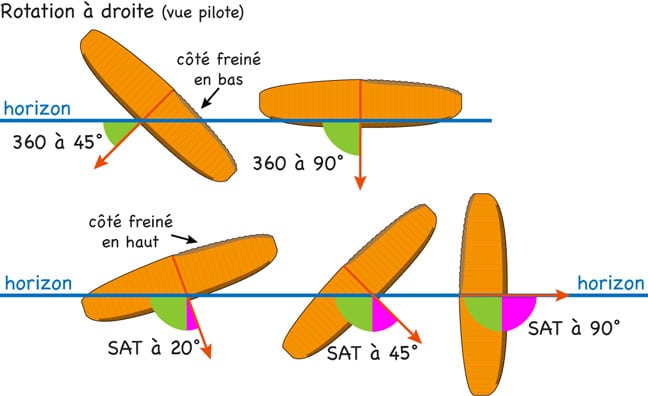 Rotation à droite (vue pilote)
côté freiné
en bas
horizon
360 à 45°
360 à 90°
côté freiné
en haut
horizon
horizon
SAT à 20°
SAT à 45°
SAT à 90°